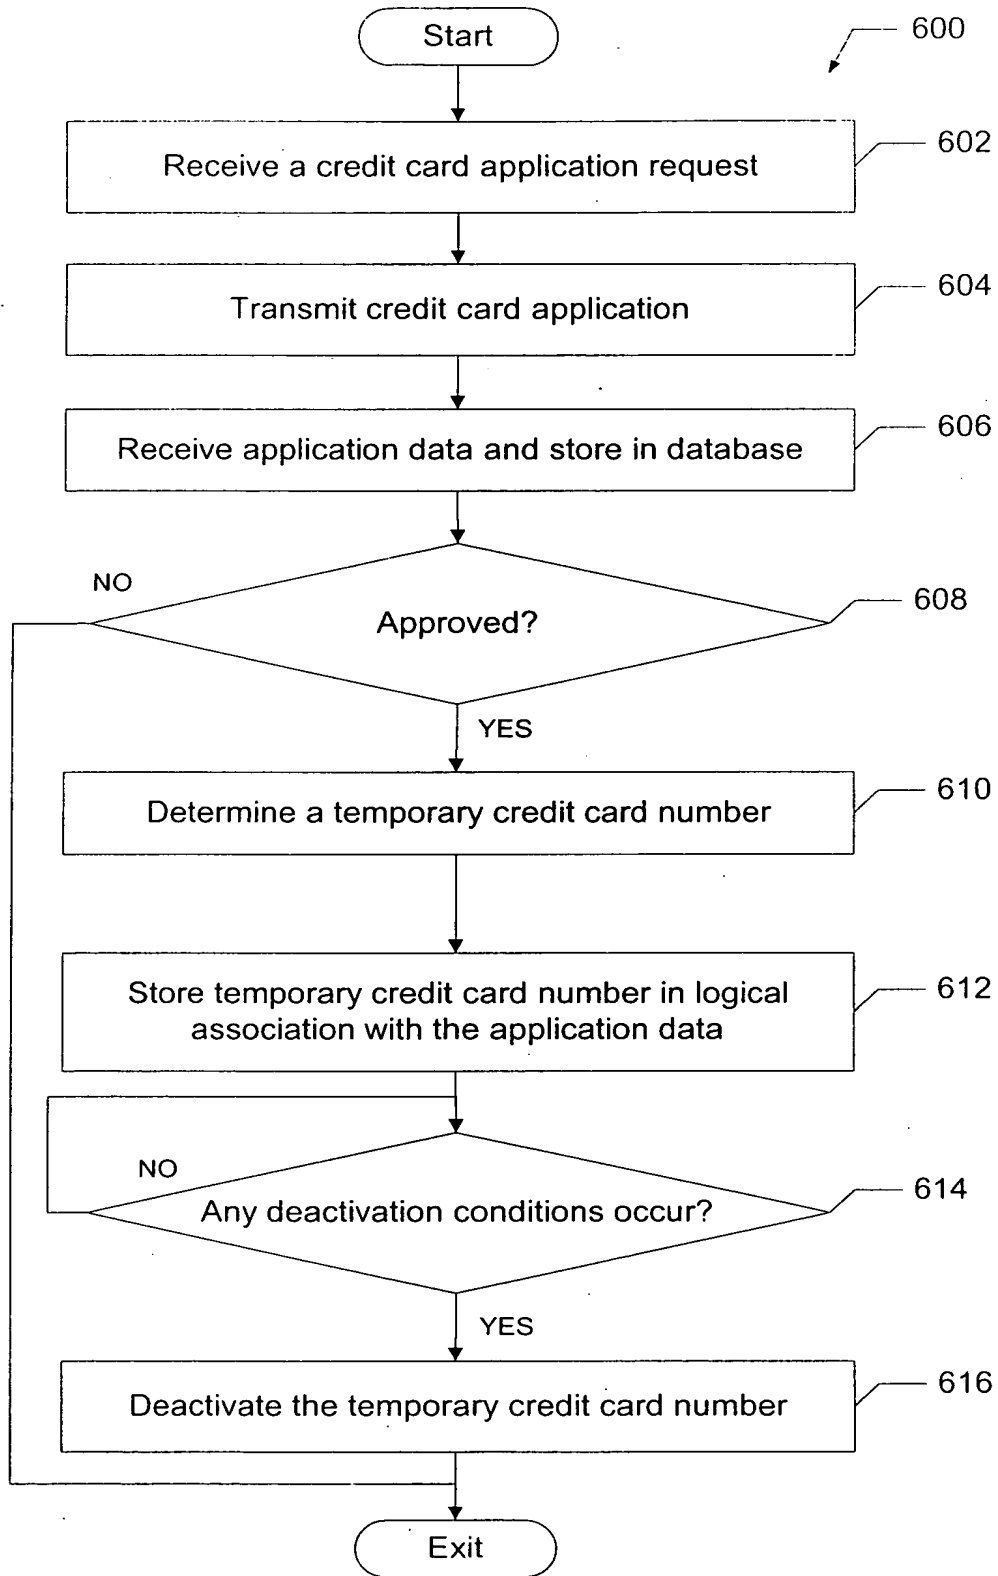 Start
600
Receive a credit card application request
602
Transmit credit card application
604
Receive application data and store in database
606
NO
Approved?
608
YES
Determine a temporary credit card number
610
Store temporary credit card number in logical
association with the application data
612
NO
Any deactivation conditions occur?
614
YES
Deactivate the temporary credit card number
616
Exit